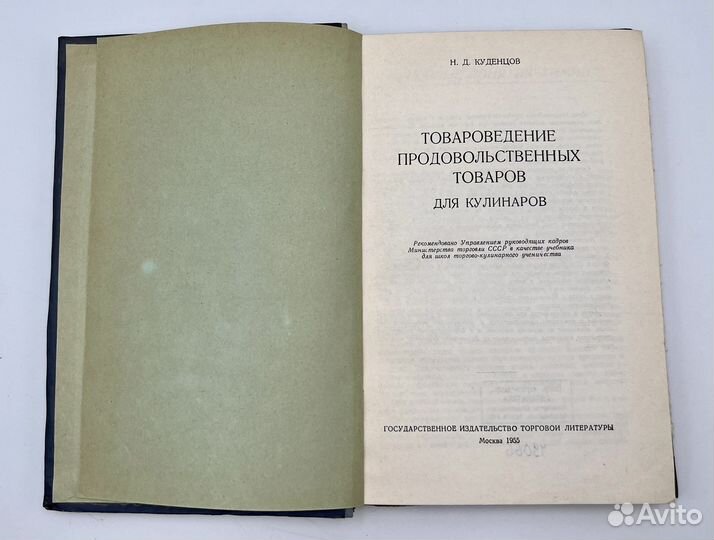 Н. Д. КУДЕНЦОВ
ТОВАРОВЕДЕНИЕ
ПРОДОВОЛЬСТВЕННЫХ
ТОВАРОВ
ДЛЯ КУЛИНАРОВ
Рекомендовано Управлением руководящих кадров
Министерства торговли СССР в качестве учебника
для школ торгово-кулинарного ученичества
ГОСУДАРСТВЕННОЕ ИЗДАТЕЛЬСТВО ТОРГОВОЙ ЛИТЕРАТУРЫ
Москва 1955
Avito